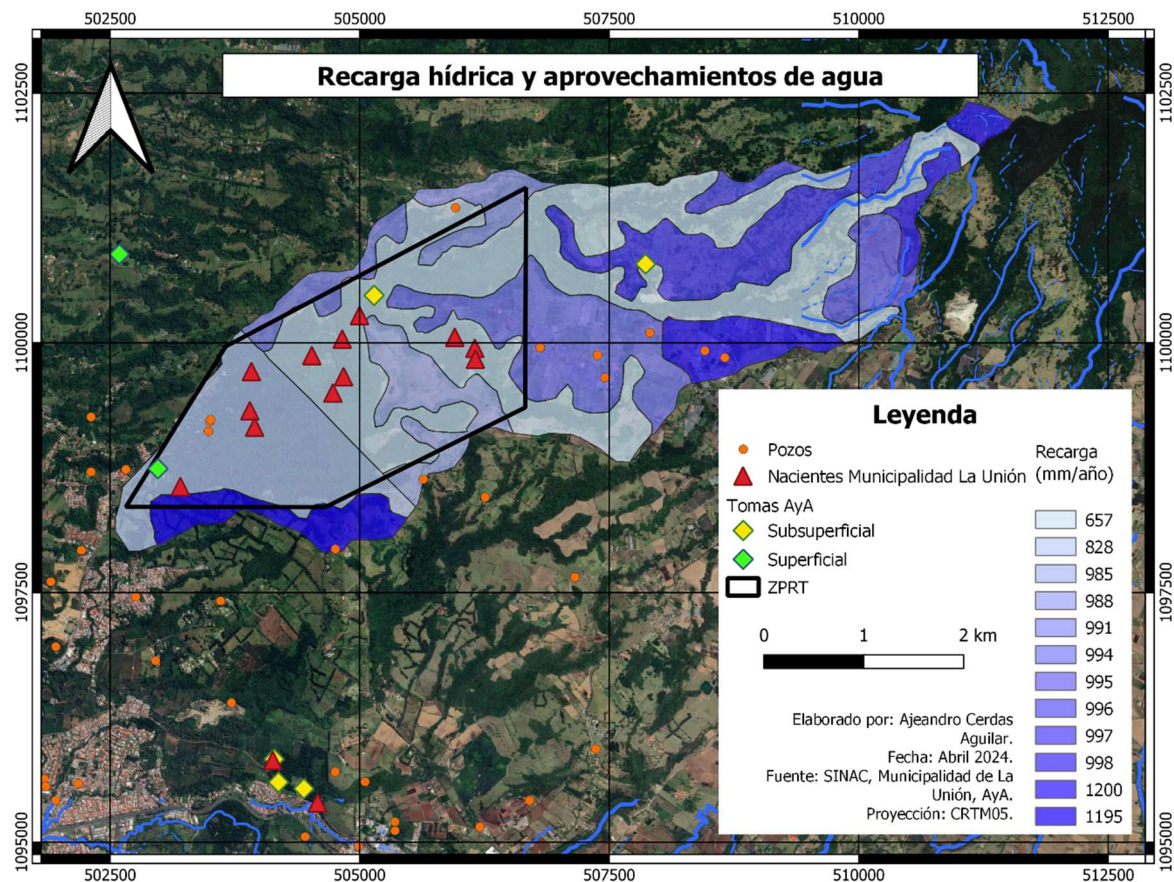 502500 505000 507500 510000 512500
Recarga hídrica y aprovechamientos de agua
1102500 1102500
1100000 1100000
1097500 1097500
1095000 1095000
Leyenda
Pozos
Nacientes Municipalidad La Unión
Tomas AyA
Subsuperficial
Superficial
ZPRT
0 1 2 km
Elaborado por: Ajeandro Cerdas
Aguilar.
Fecha: Abril 2024.
Fuente: SINAC, Municipalidad de La
Unión, AyA.
Proyección: CRTM05.
Recarga
(mm/año)
657
828
985
988
991
994
995
996
997
998
1200
1195
502500 505000 507500 510000 512500